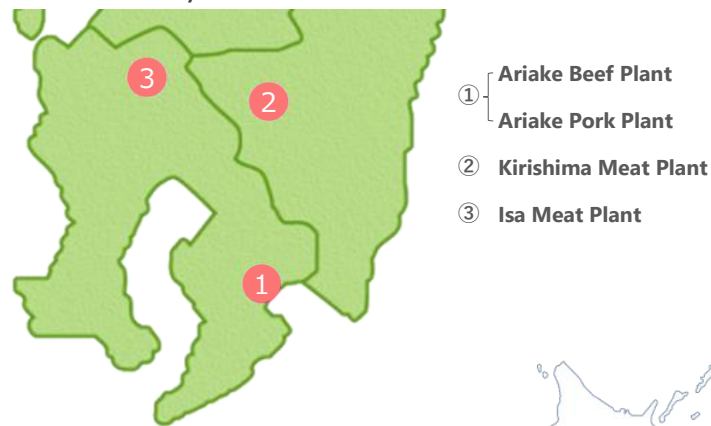 ③
②
①
① Ariake Beef Plant
Ariake Pork Plant
② Kirishima Meat Plant
③ Isa Meat Plant